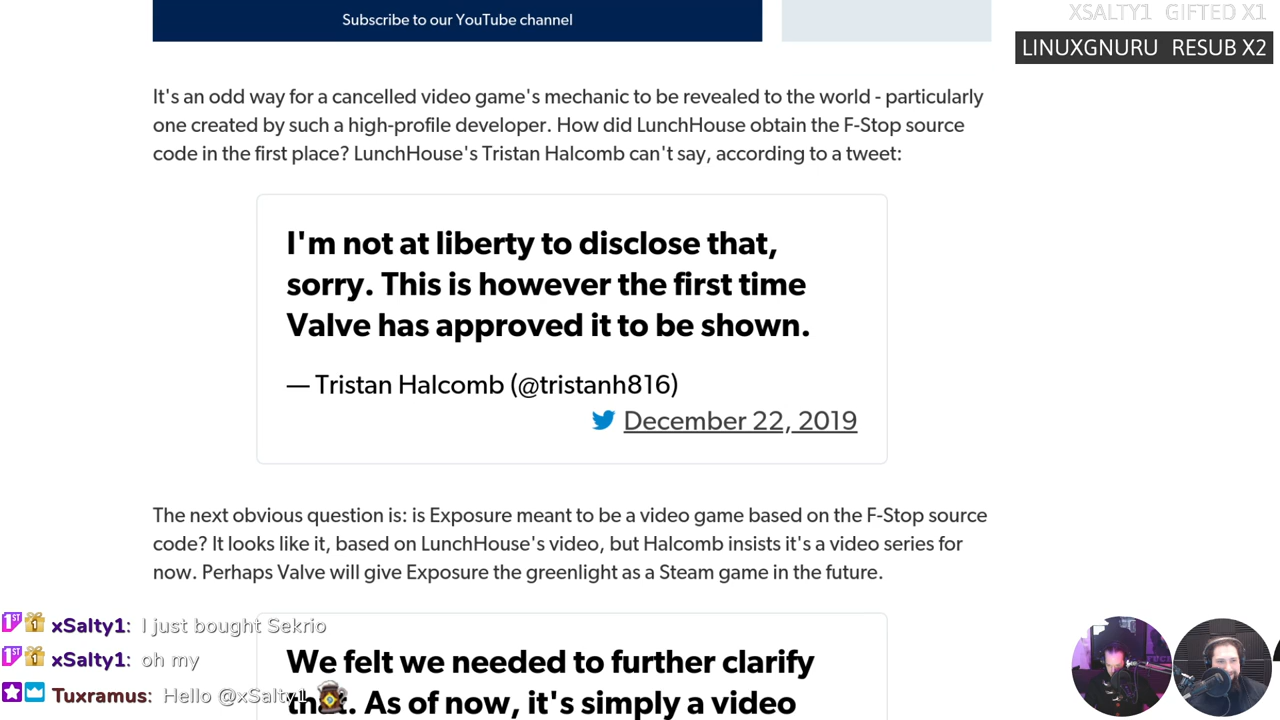 Subscribe to our YouTube channel
XSALTY1 GIFTED X1
LINUXGNURU RESUB X2
It's an odd way for a cancelled video game's mechanic to be revealed to the world - particularly
one created by such a high-profile developer. How did LunchHouse obtain the F-Stop source
code in the first place? LunchHouse's Tristan Halcomb can't say, according to a tweet:
I'm not at liberty to disclose that,
sorry. This is however the first time
Valve has approved it to be shown.
— Tristan Halcomb (@tristanh816)
December 22, 2019
The next obvious question is: is Exposure meant to be a video game based on the F-Stop source
code? It looks like it, based on LunchHouse's video, but Halcomb insists it's a video series for
now. Perhaps Valve will give Exposure the greenlight as a Steam game in the future.
We felt we needed to further clarify
that. As of now, it's simply a video
1ST 1 xSalty1: I just bought Sekrio
1ST 1 xSalty1: oh my
Tuxramus: Hello @xSalty1